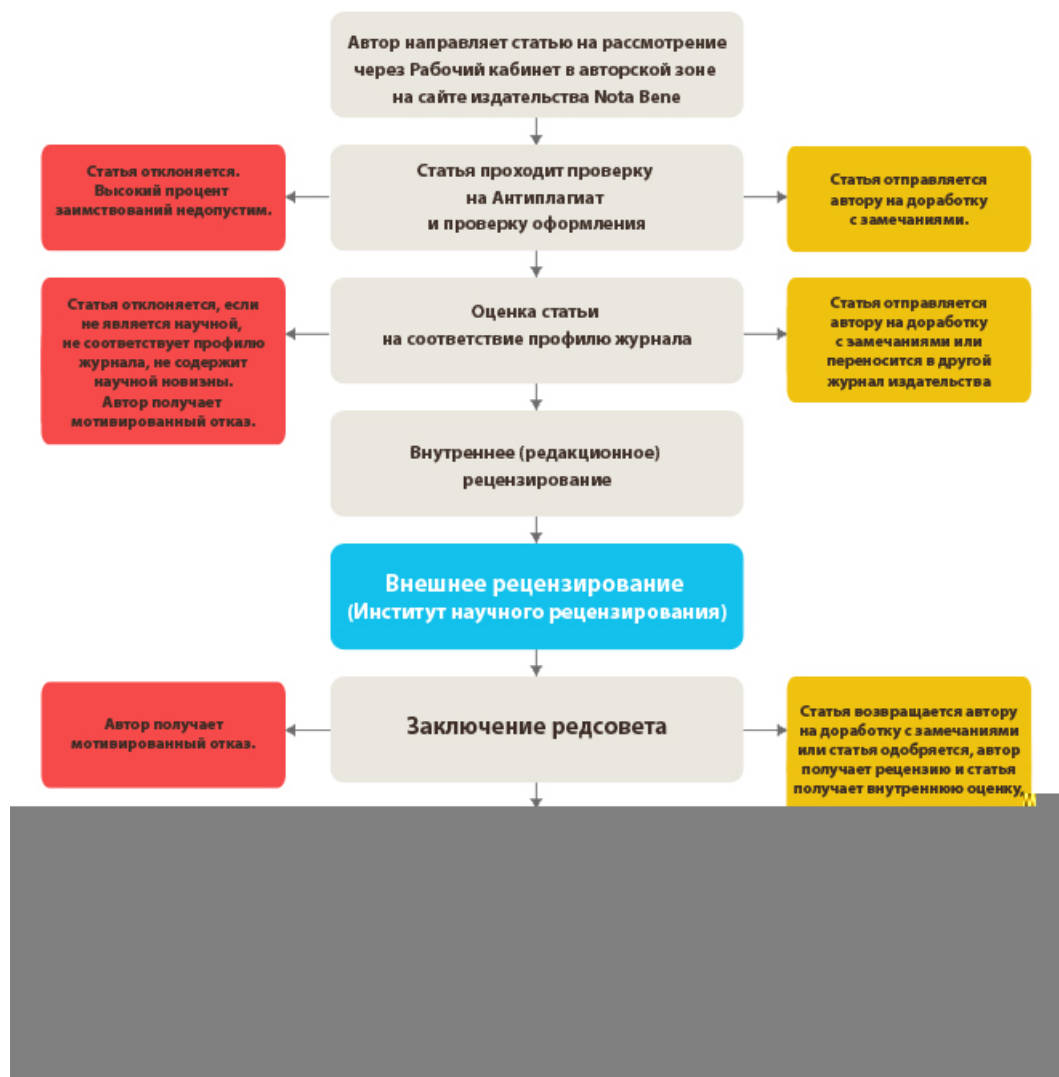 Автор направляет статью на рассмотрение
через Рабочий кабинет в авторской зоне
на сайте издательства Nota Bene
Статья отклоняется.
Высокий процент
заимствований недопустим.
Статья проходит проверку
на Антиплагиат
и проверку оформления
Статья отправляется
автору на доработку
с замечаниями.
Статья отклоняется, если
не является научной,
не соответствует профилю
журнала, не содержит
научной новизны.
Автор получает
мотивированный отказ.
Оценка статьи
на соответствие профилю журнала
Статья отправляется
автору на доработку
с замечаниями или
переносится в другой
журнал издательства
Внутреннее (редакционное)
рецензирование
Внешнее рецензирование
(Институт научного рецензирования)
Автор получает
мотивированный отказ.
Заключение редсовета
Статья возвращается автору
на доработку с замечаниями
или статья одобряется, автор
получает рецензию и статья
получает внутреннюю оценку,